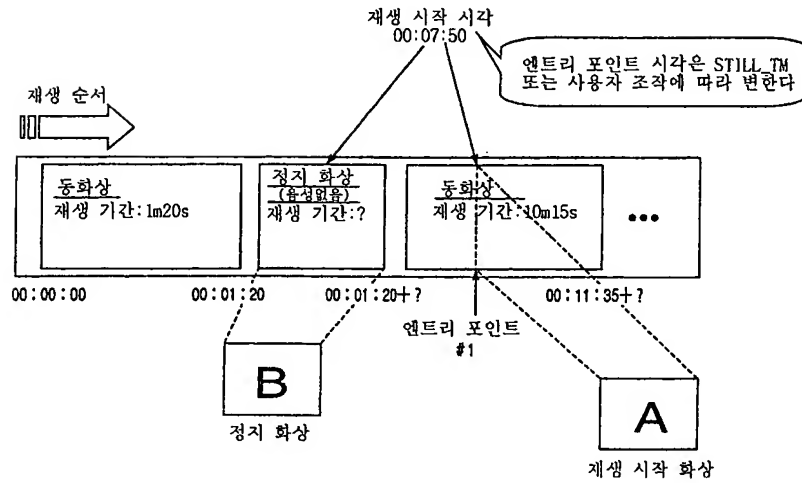 재생 시작 시각
00:07:50
엔트리 포인트 시각은 STILL_TM
또는 사용자 조작에 따라 변한다
재생 순서
동화상
재생 기간:1m20s
정지 화상
(음성없음)
재생 기간:?
동화상
재생 기간:10m15s
•••
00:00:00
00:01:20
00:01:20+?
00:11:35+?
엔트리 포인트
#1
B
정지 화상
A
재생 시작 화상